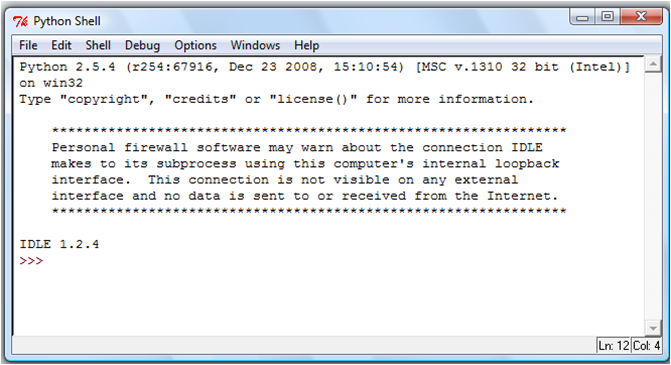 Python Shell
File Edit Shell Debug Options Windows Help
Python 2.5.4 (r254:67916, Dec 23 2008, 15:10:54) [MSC v.1310 32 bit (Intel)]
on win32
Type "copyright", "credits" or "license()" for more information.
****************************************************************
Personal firewall software may warn about the connection IDLE
makes to its subprocess using this computer's internal loopback
interface.  This connection is not visible on any external
interface and no data is sent to or received from the Internet.
****************************************************************
IDLE 1.2.4
>>>
Ln: 12 Col: 4